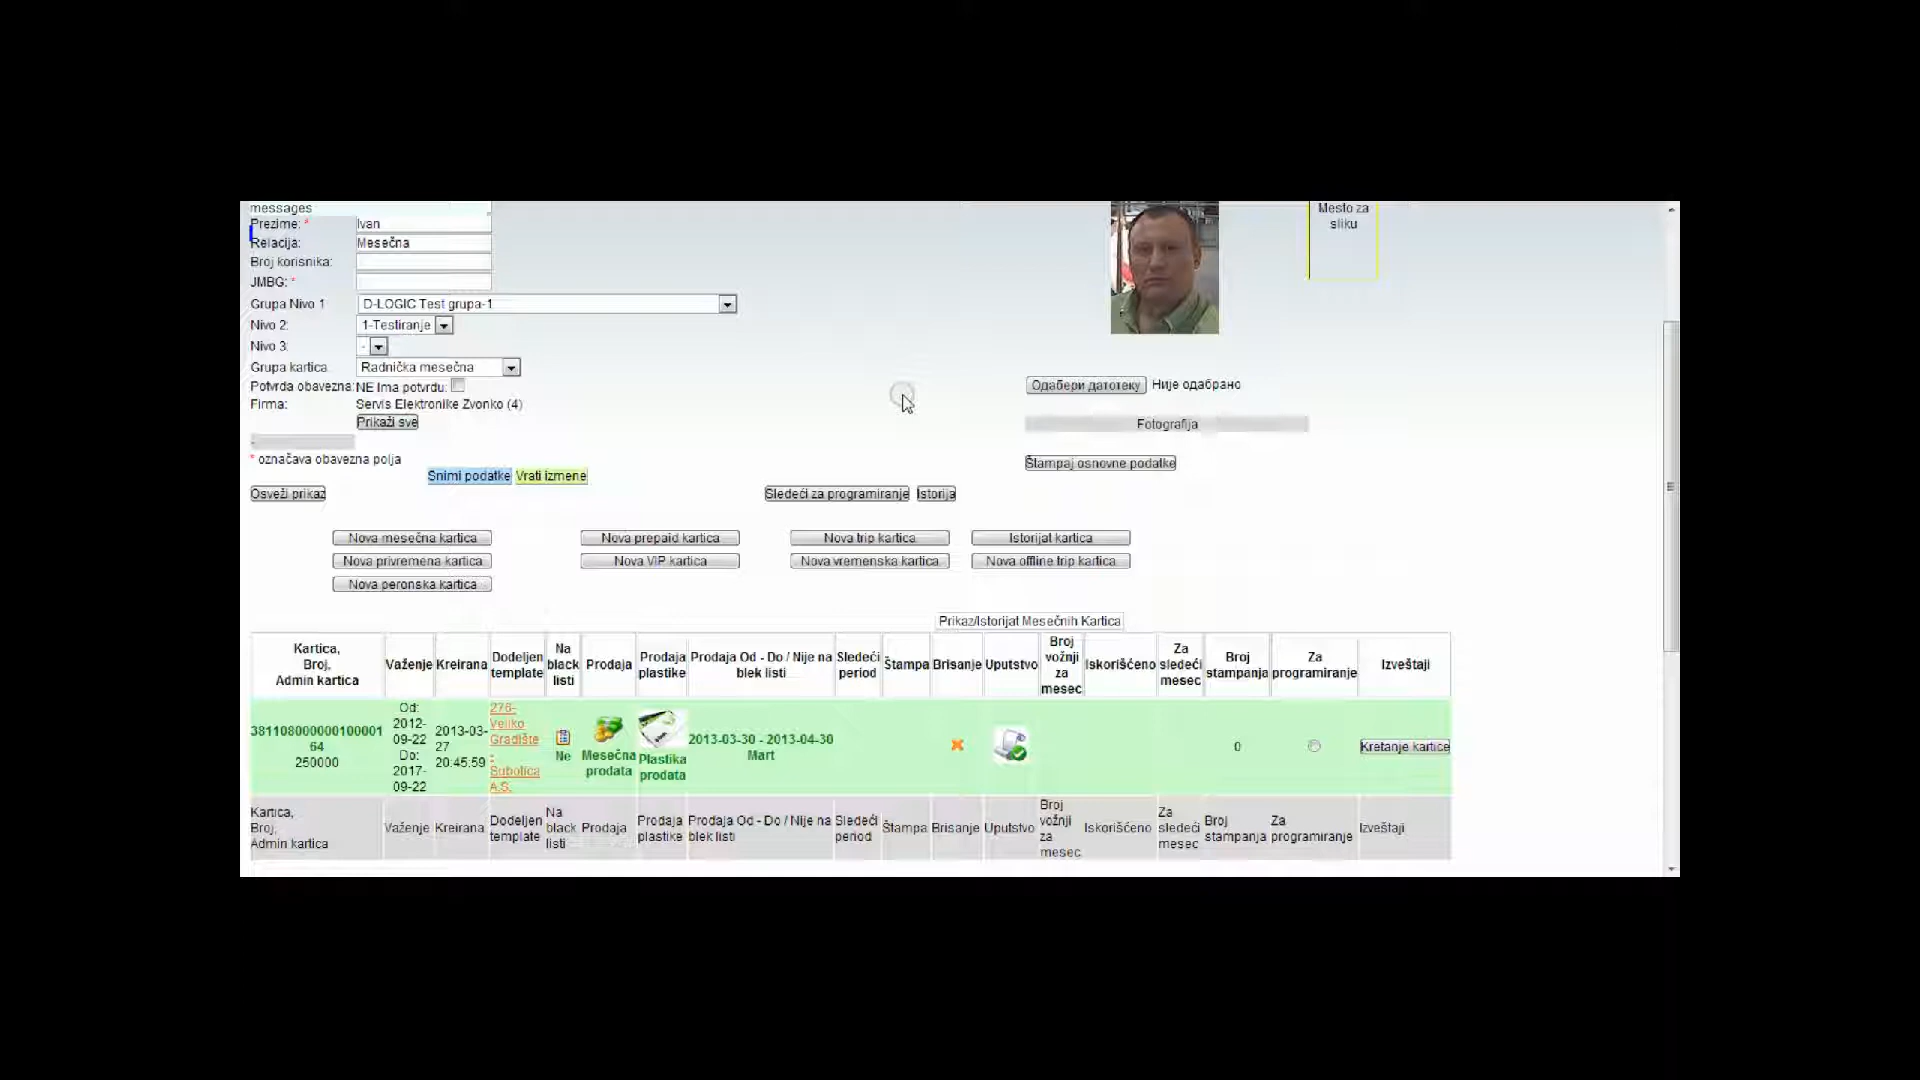 messages
Prezime: * Ivan
Relacija: Mesečna
Broj korisnika:
JMBG: *
Grupa Nivo 1 D-LOGIC Test grupa-1
Nivo 2: 1-Testiranje
Nivo 3: -
Grupa kartica Radnička mesečna
Potvrda obavezna: NE Ima potvrdu:
Firma: Servis Elektronike Zvonko (4)
Prikaži sve
-
* označava obavezna polja
Snimi podatke Vrati izmene
Osveži prikaz
Sledeći za programiranje Istorija
Mesto za
sliku
Одабери датотеку Није одабрано
Fotografija
Štampaj osnovne podatke
Nova mesečna kartica Nova prepaid kartica Nova trip kartica Istorijat kartica
Nova privremena kartica Nova VIP kartica Nova vremenska kartica Nova offline trip kartica
Nova peronska kartica
Prikaz/Istorijat Mesečnih Kartica
Kartica,
Broj,
Admin kartica
Važenje
Kreirana
Dodeljen
template
Na
black
listi
Prodaja
Prodaja
plastike
Prodaja Od - Do / Nije na
blek listi
Sledeći
period
Štampa
Brisanje
Uputstvo
Broj
vožnji
za
mesec
Iskorišćeno
Za
sledeći
mesec
Broj
stampanja
Za
programiranje
Izveštaji
381108000000100001
64
250000
Od:
2012-
09-22
Do:
2017-
09-22
2013-03-
27
20:45:59
276-
Veliko
Gradište
-
Subotica
A.S.
Ne
Mesečna
prodata
Plastika
prodata
2013-03-30 - 2013-04-30
Mart
0
Kretanje kartice
Kartica,
Broj,
Admin kartica
Važenje
Kreirana
Dodeljen
template
Na
black
listi
Prodaja
Prodaja
plastike
Prodaja Od - Do / Nije na
blek listi
Sledeći
period
Štampa
Brisanje
Uputstvo
Broj
vožnji
za
mesec
Iskorišćeno
Za
sledeći
mesec
Broj
stampanja
Za
programiranje
Izveštaji